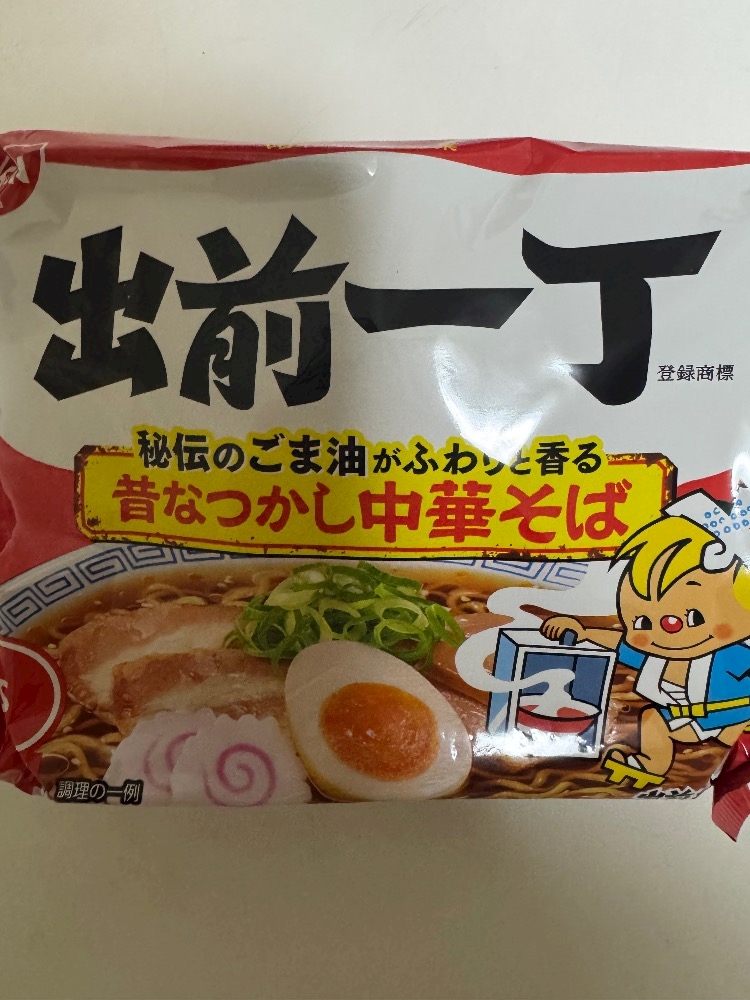 出前一丁
登録商標
秘伝のごま油がふわりと香る
昔なつかし中華そば
調理の一例